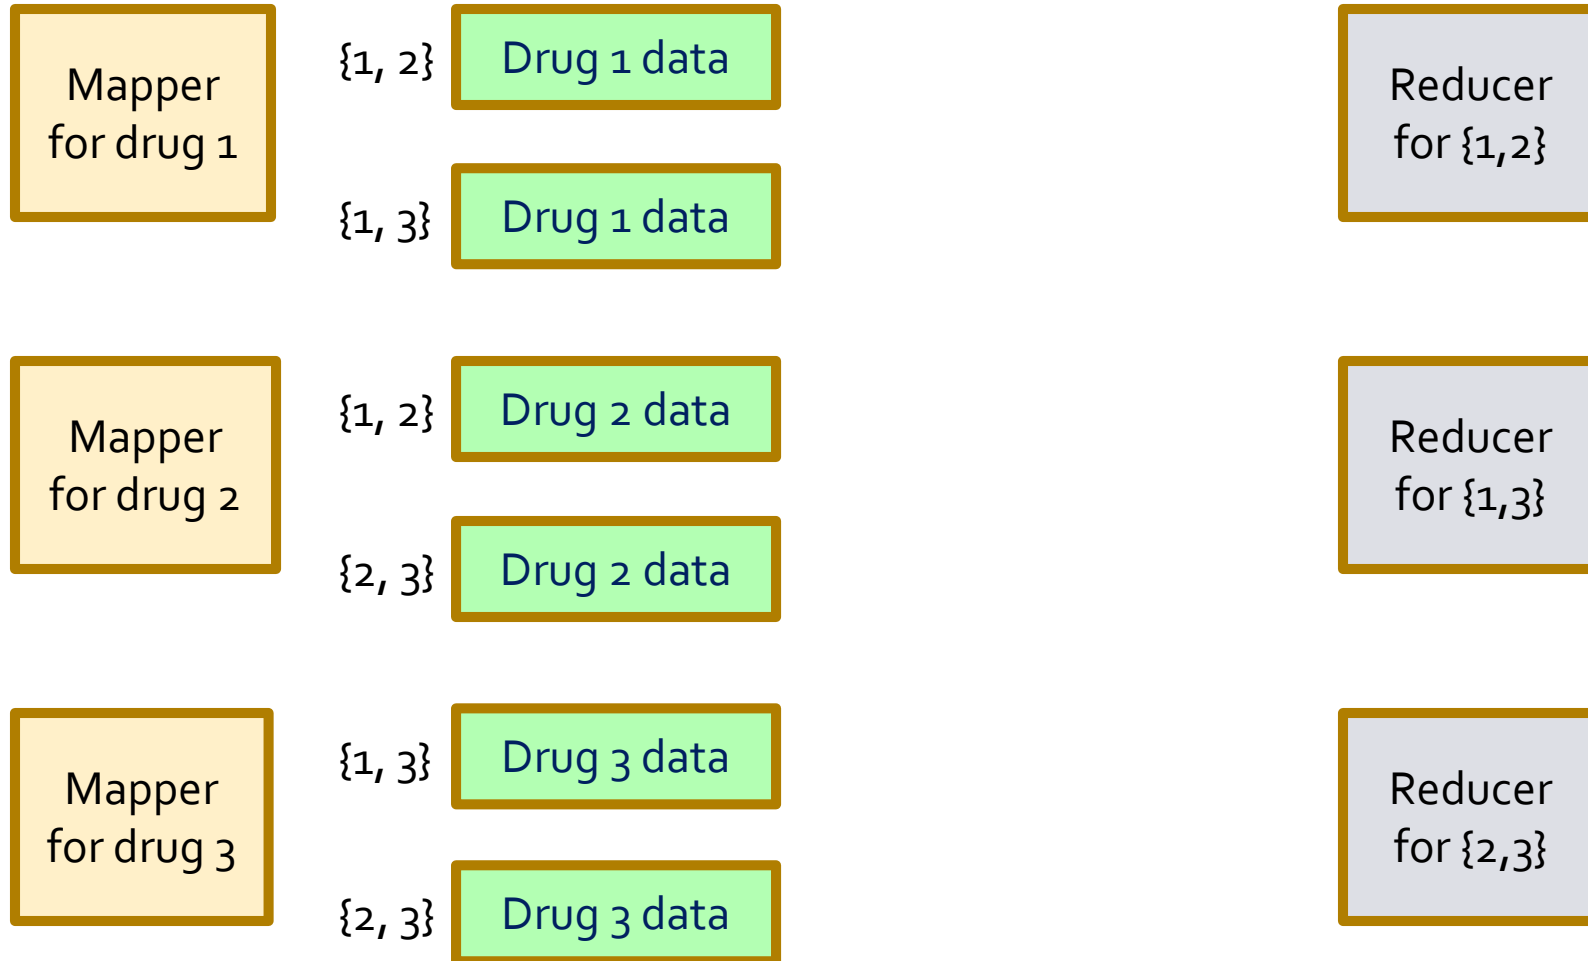 Mapper
for drug 1
{1, 2}
Drug 1 data
{1, 3}
Drug 1 data
Reducer
for {1,2}
Mapper
for drug 2
{1, 2}
Drug 2 data
{2, 3}
Drug 2 data
Reducer
for {1,3}
Mapper
for drug 3
{1, 3}
Drug 3 data
{2, 3}
Drug 3 data
Reducer
for {2,3}